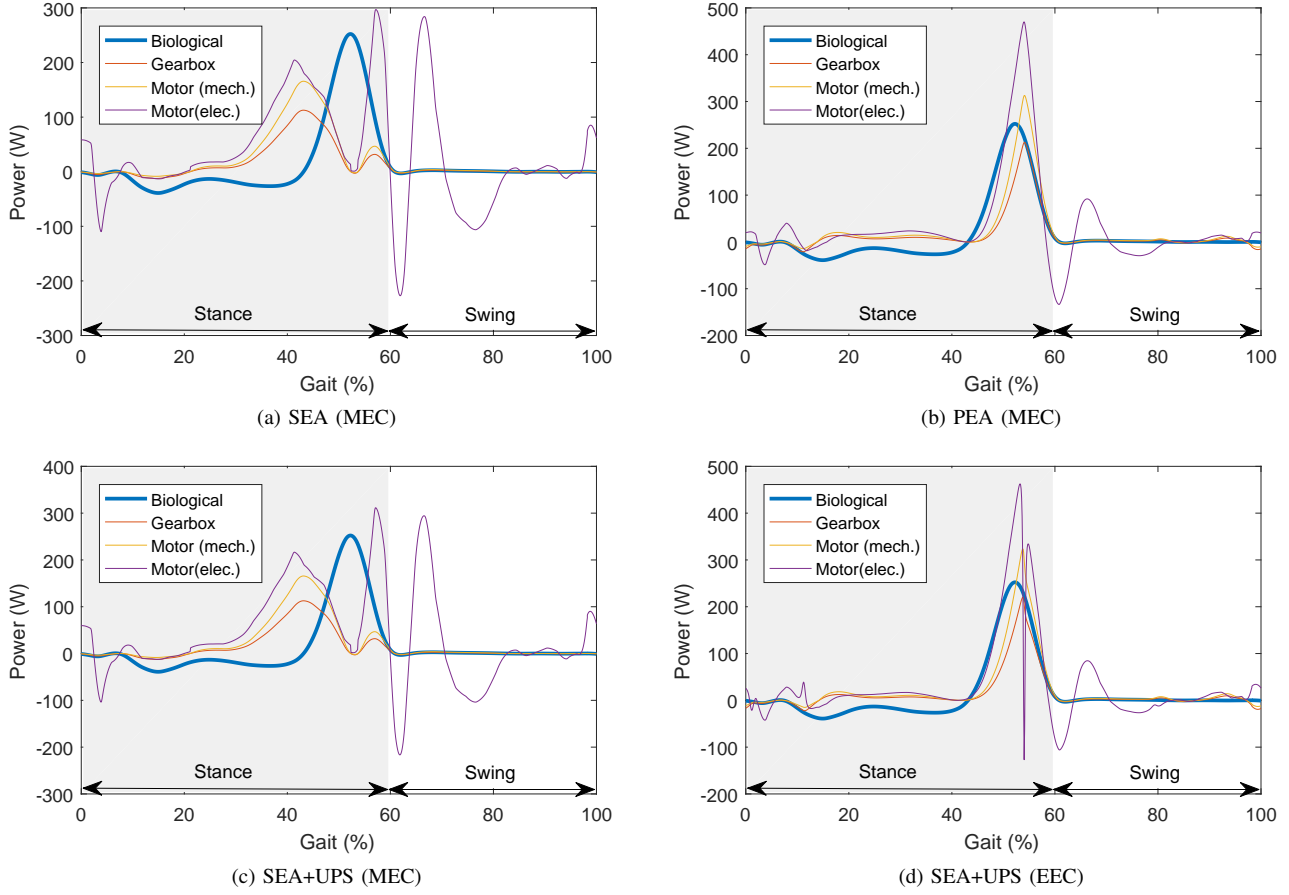 300
200
100
0
-100
-200
-300
Power (W)
Biological
Gearbox
Motor (mech.)
Motor(elec.)
Stance
Swing
0 20 40 60 80 100
Gait (%)
(a) SEA (MEC)
500
400
300
200
100
0
-100
-200
Power (W)
Biological
Gearbox
Motor (mech.)
Motor(elec.)
Stance
Swing
0 20 40 60 80 100
Gait (%)
(b) PEA (MEC)
400
300
200
100
0
-100
-200
-300
Power (W)
Biological
Gearbox
Motor (mech.)
Motor(elec.)
Stance
Swing
0 20 40 60 80 100
Gait (%)
(c) SEA+UPS (MEC)
500
400
300
200
100
0
-100
-200
Power (W)
Biological
Gearbox
Motor (mech.)
Motor(elec.)
Stance
Swing
0 20 40 60 80 100
Gait (%)
(d) SEA+UPS (EEC)